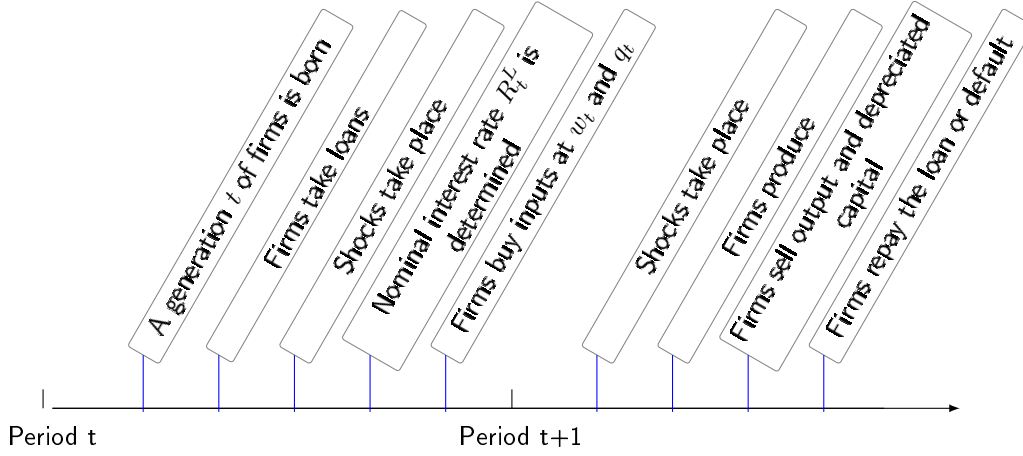 A generation t of firms is born
Firms take loans
Shocks take place
Nominal interest rate R_t^L is
determined
Firms buy inputs at w_t and q_t
Shocks take place
Firms produce
Firms sell output and depreciated
capital
Firms repay the loan or default
Period t
Period t+1